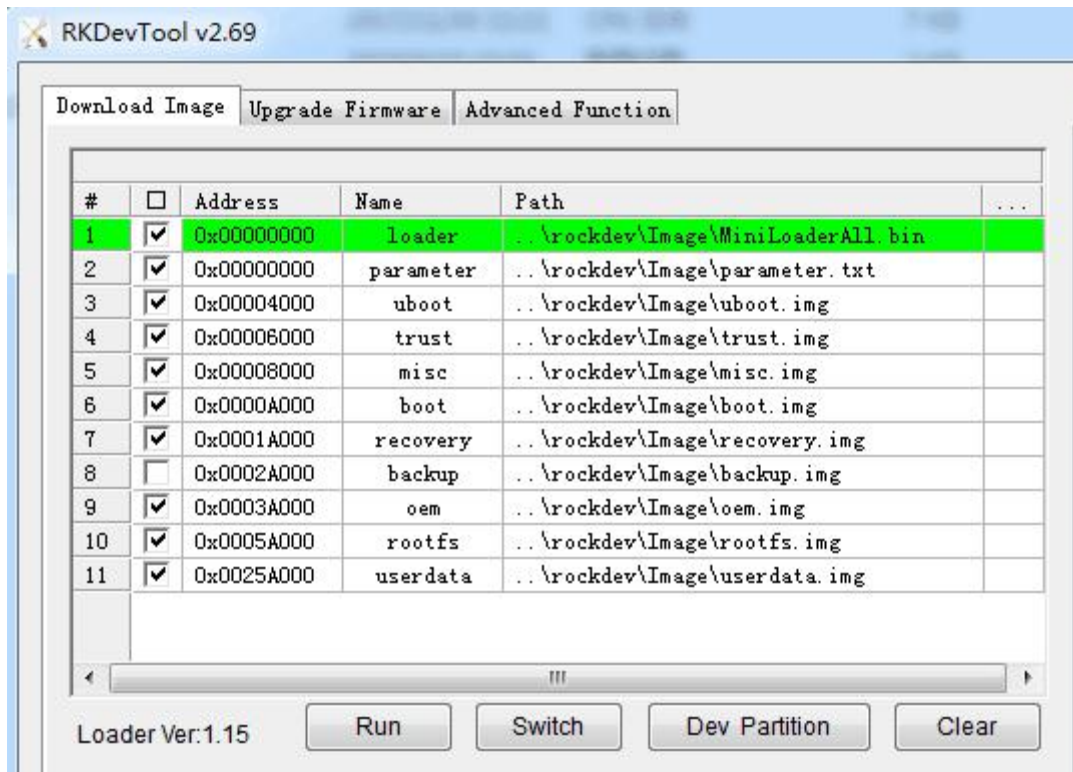 RKDevTool v2.69
Download Image Upgrade Firmware Advanced Function
# Address Name Path ...
1 0x00000000 loader ..\rockdev\Image\MiniLoaderAll.bin
2 0x00000000 parameter ..\rockdev\Image\parameter.txt
3 0x00004000 uboot ..\rockdev\Image\uboot.img
4 0x00006000 trust ..\rockdev\Image\trust.img
5 0x00008000 misc ..\rockdev\Image\misc.img
6 0x0000A000 boot ..\rockdev\Image\boot.img
7 0x0001A000 recovery ..\rockdev\Image\recovery.img
8 0x0002A000 backup ..\rockdev\Image\backup.img
9 0x0003A000 oem ..\rockdev\Image\oem.img
10 0x0005A000 rootfs ..\rockdev\Image\rootfs.img
11 0x0025A000 userdata ..\rockdev\Image\userdata.img
Loader Ver:1.15 Run Switch Dev Partition Clear